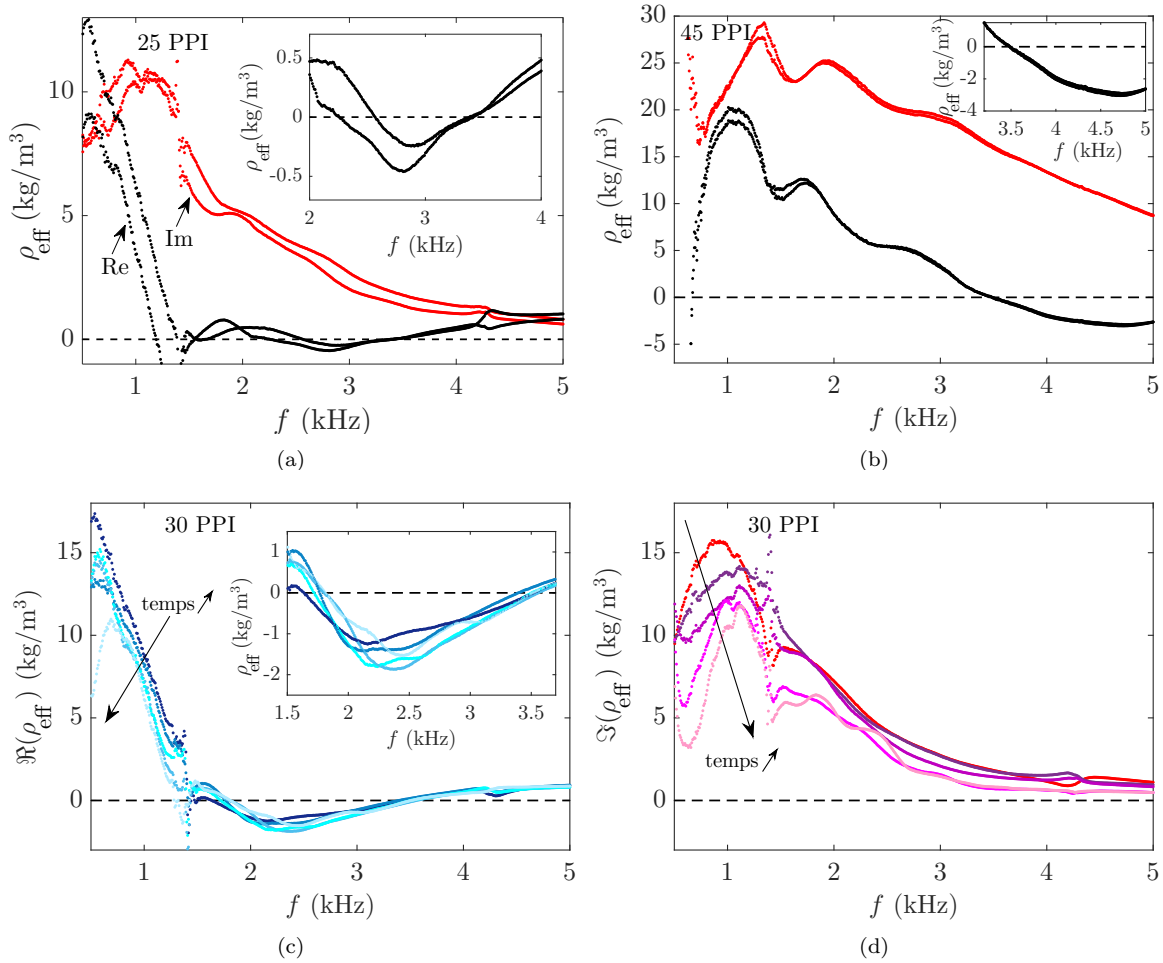 25 PPI
ρeff (kg/m³)
10
5
0
Re
Im
1 2 3 4 5
f (kHz)
ρeff (kg/m³)
0.5
0
-0.5
2 3 4
f (kHz)
(a)
45 PPI
ρeff (kg/m³)
30
25
20
15
10
5
0
-5
1 2 3 4 5
f (kHz)
ρeff (kg/m³)
0
-2
-4
3.5 4 4.5 5
f (kHz)
(b)
30 PPI
ℜ(ρeff) (kg/m³)
15
10
5
0
temps ↗
1 2 3 4 5
f (kHz)
ρeff (kg/m³)
1
0
-1
-2
1.5 2 2.5 3 3.5
f (kHz)
(c)
30 PPI
ℑ(ρeff) (kg/m³)
15
10
5
0
temps ↗
1 2 3 4 5
f (kHz)
(d)